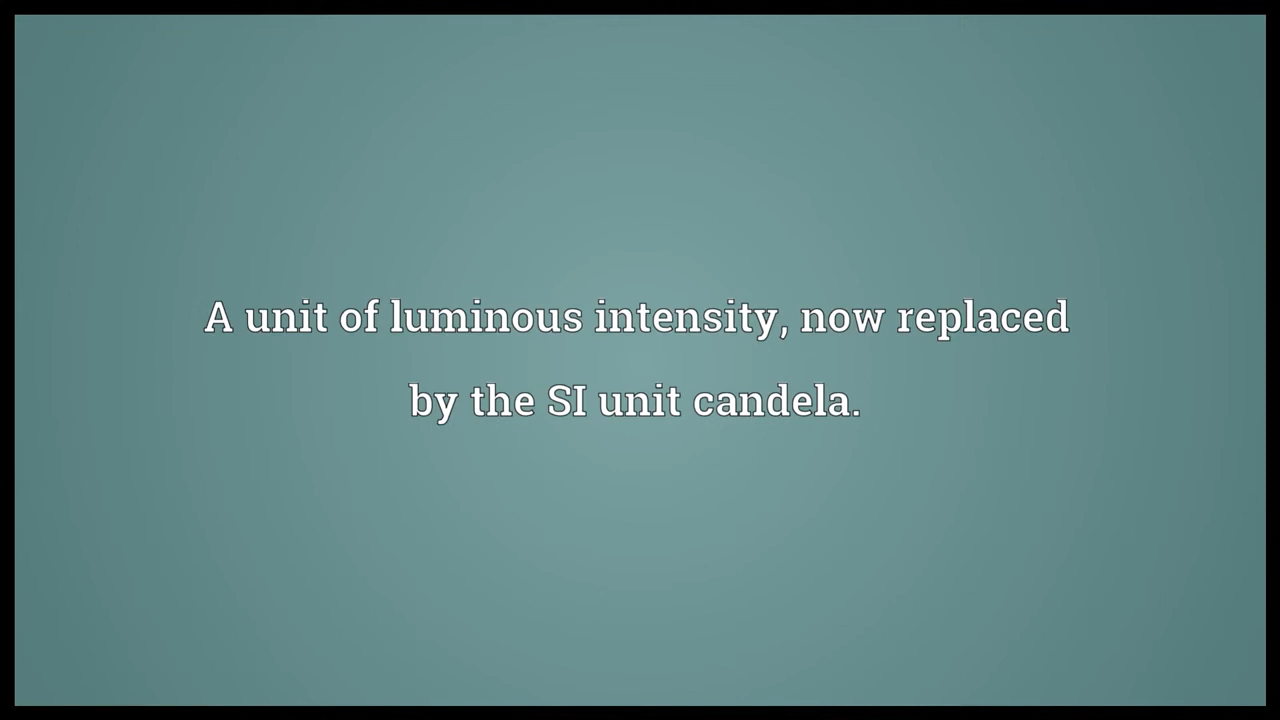 A unit of luminous intensity, now replaced
by the SI unit candela.